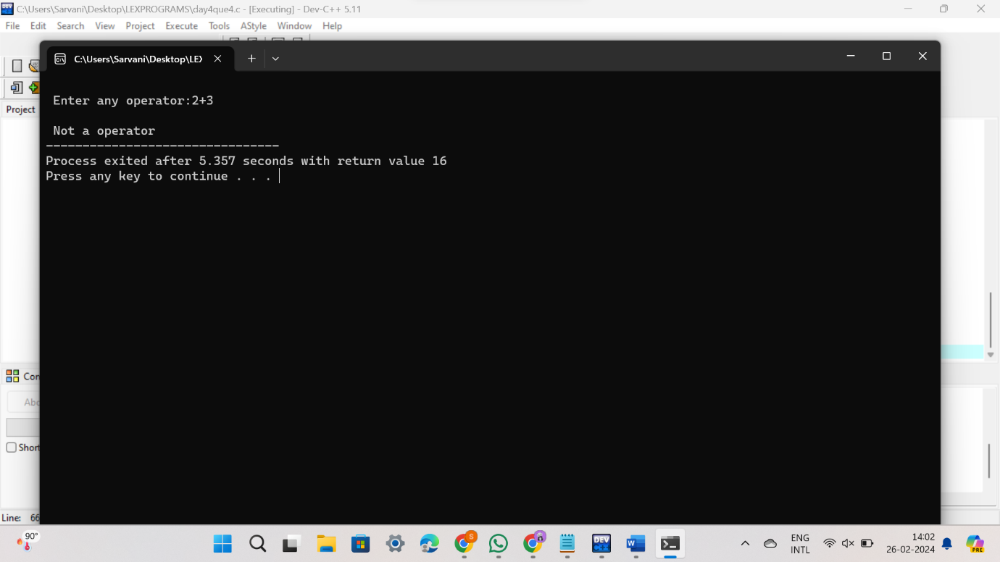 C:\Users\Sarvani\Desktop\LEXPROGRAMS\day4que4.c - [Executing] - Dev-C++ 5.11
File Edit Search View Project Execute Tools AStyle Window Help
C:\Users\Sarvani\Desktop\LE
Project
Enter any operator:2+3
Not a operator
--------------------------------
Process exited after 5.357 seconds with return value 16
Press any key to continue . . .
Con
Abo
Short
Line: 66
90°
DEV
ENG
INTL
14:02
26-02-2024
PRE